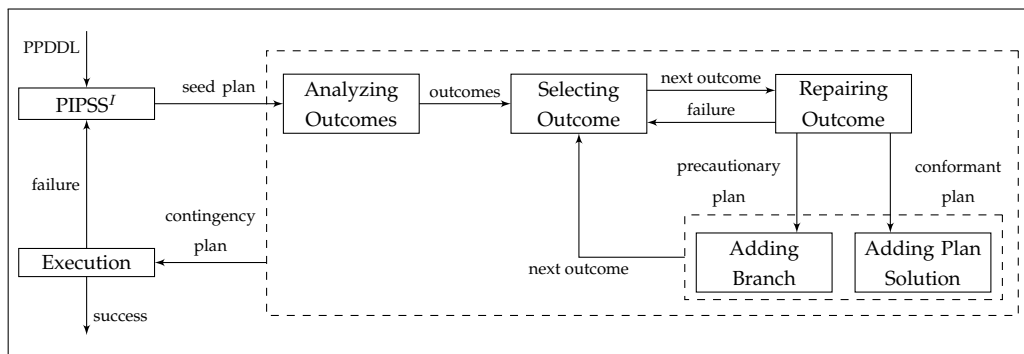 PPDDL
PIPSS^I
seed plan
Analyzing
Outcomes
outcomes
Selecting
Outcome
next outcome
failure
Repairing
Outcome
precautionary
plan
conformant
plan
failure
contingency
plan
Execution
next outcome
Adding
Branch
Adding Plan
Solution
success